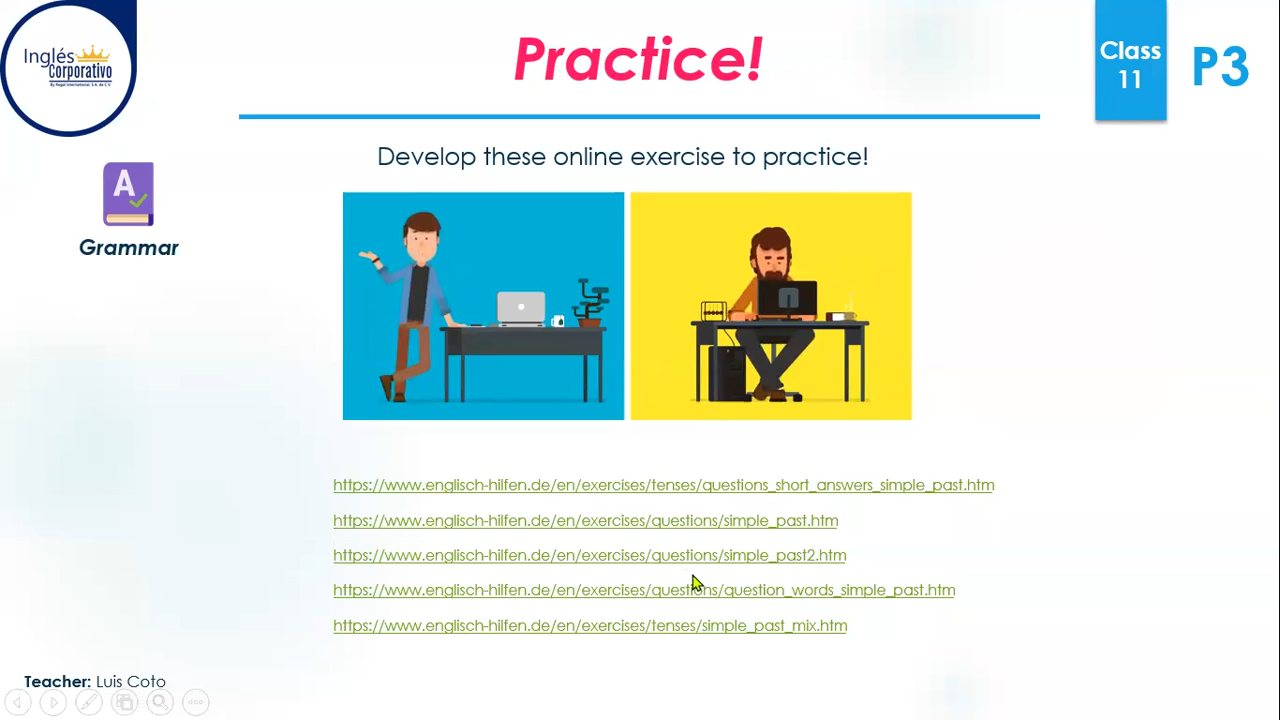 Inglés
Corporativo
By Regal International, S.A. de C.V.
Practice!
Class
11
P3
Develop these online exercise to practice!
A
Grammar
https://www.englisch-hilfen.de/en/exercises/tenses/questions_short_answers_simple_past.htm
https://www.englisch-hilfen.de/en/exercises/questions/simple_past.htm
https://www.englisch-hilfen.de/en/exercises/questions/simple_past2.htm
https://www.englisch-hilfen.de/en/exercises/questions/question_words_simple_past.htm
https://www.englisch-hilfen.de/en/exercises/tenses/simple_past_mix.htm
Teacher: Luis Coto